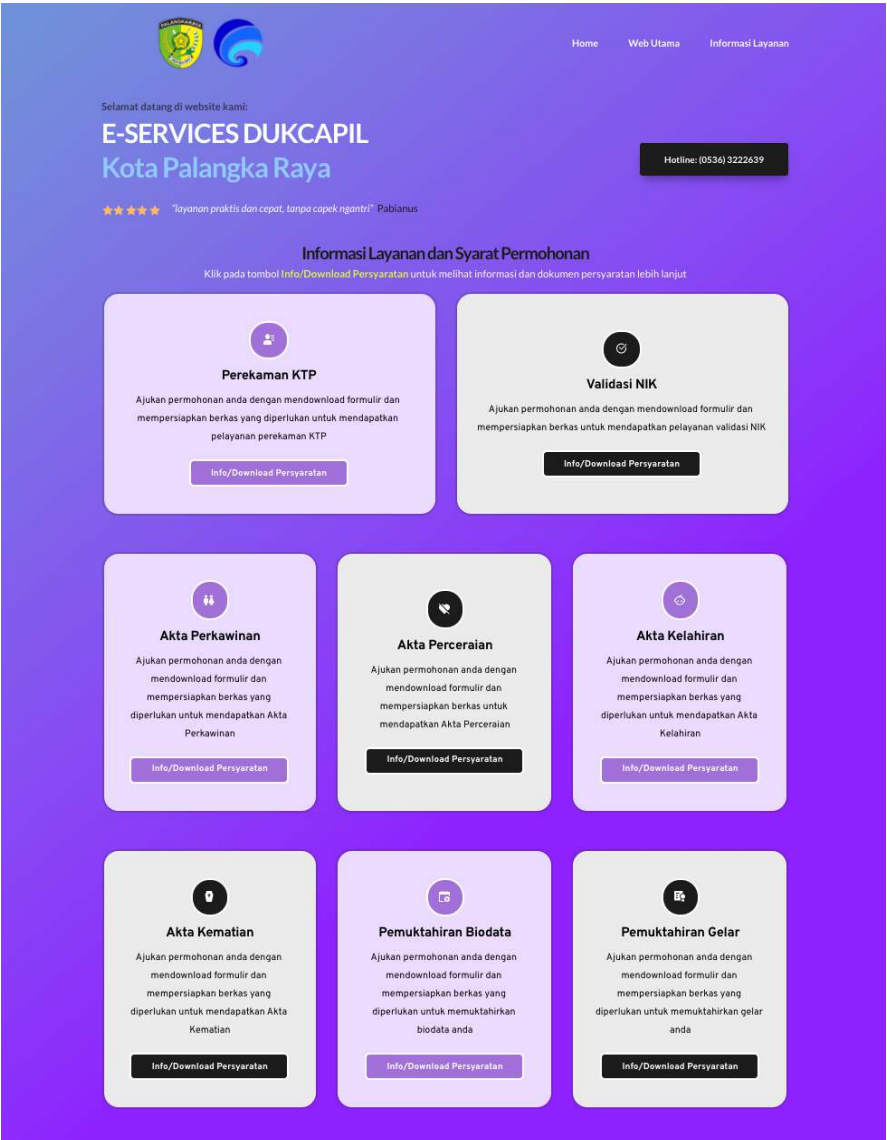 PALANGKARAYA
Home Web Utama Informasi Layanan
Selamat datang di website kami:
E-SERVICES DUKCAPIL
Kota Palangka Raya
Hotline: (0536) 3222639
"layanan praktis dan cepat, tanpa capek ngantri" Pabianus
Informasi Layanan dan Syarat Permohonan
Klik pada tombol Info/Download Persyaratan untuk melihat informasi dan dokumen persyaratan lebih lanjut
Perekaman KTP
Ajukan permohonan anda dengan mendownload formulir dan
mempersiapkan berkas yang diperlukan untuk mendapatkan
pelayanan perekaman KTP
Info/Download Persyaratan
Validasi NIK
Ajukan permohonan anda dengan mendownload formulir dan
mempersiapkan berkas untuk mendapatkan pelayanan validasi NIK
Info/Download Persyaratan
Akta Perkawinan
Ajukan permohonan anda dengan
mendownload formulir dan
mempersiapkan berkas yang
diperlukan untuk mendapatkan Akta
Perkawinan
Info/Download Persyaratan
Akta Perceraian
Ajukan permohonan anda dengan
mendownload formulir dan
mempersiapkan berkas untuk
mendapatkan Akta Perceraian
Info/Download Persyaratan
Akta Kelahiran
Ajukan permohonan anda dengan
mendownload formulir dan
mempersiapkan berkas yang
diperlukan untuk mendapatkan Akta
Kelahiran
Info/Download Persyaratan
Akta Kematian
Ajukan permohonan anda dengan
mendownload formulir dan
mempersiapkan berkas yang
diperlukan untuk mendapatkan Akta
Kematian
Info/Download Persyaratan
Pemuktahiran Biodata
Ajukan permohonan anda dengan
mendownload formulir dan
mempersiapkan berkas yang
diperlukan untuk memuktahirkan
biodata anda
Info/Download Persyaratan
Pemuktahiran Gelar
Ajukan permohonan anda dengan
mendownload formulir dan
mempersiapkan berkas yang
diperlukan untuk memuktahirkan gelar
anda
Info/Download Persyaratan